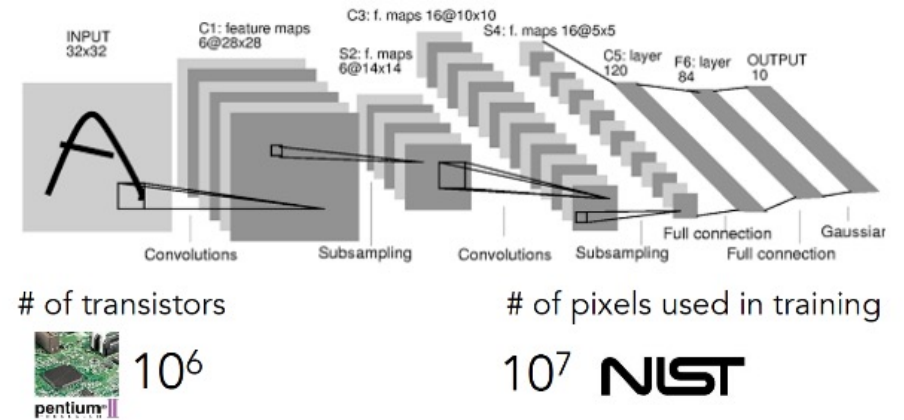 C3: f. maps 16@10x10
INPUT
32x32
C1: feature maps
6@28x28
S2: f. maps
6@14x14
S4: f. maps 16@5x5
C5: layer
120
F6: layer
84
OUTPUT
10
A
Convolutions
Subsampling
Convolutions
Subsampling
Full connection
Full connection
Gaussiar
# of transistors
# of pixels used in training
10⁶
pentium II
10⁷ NIST